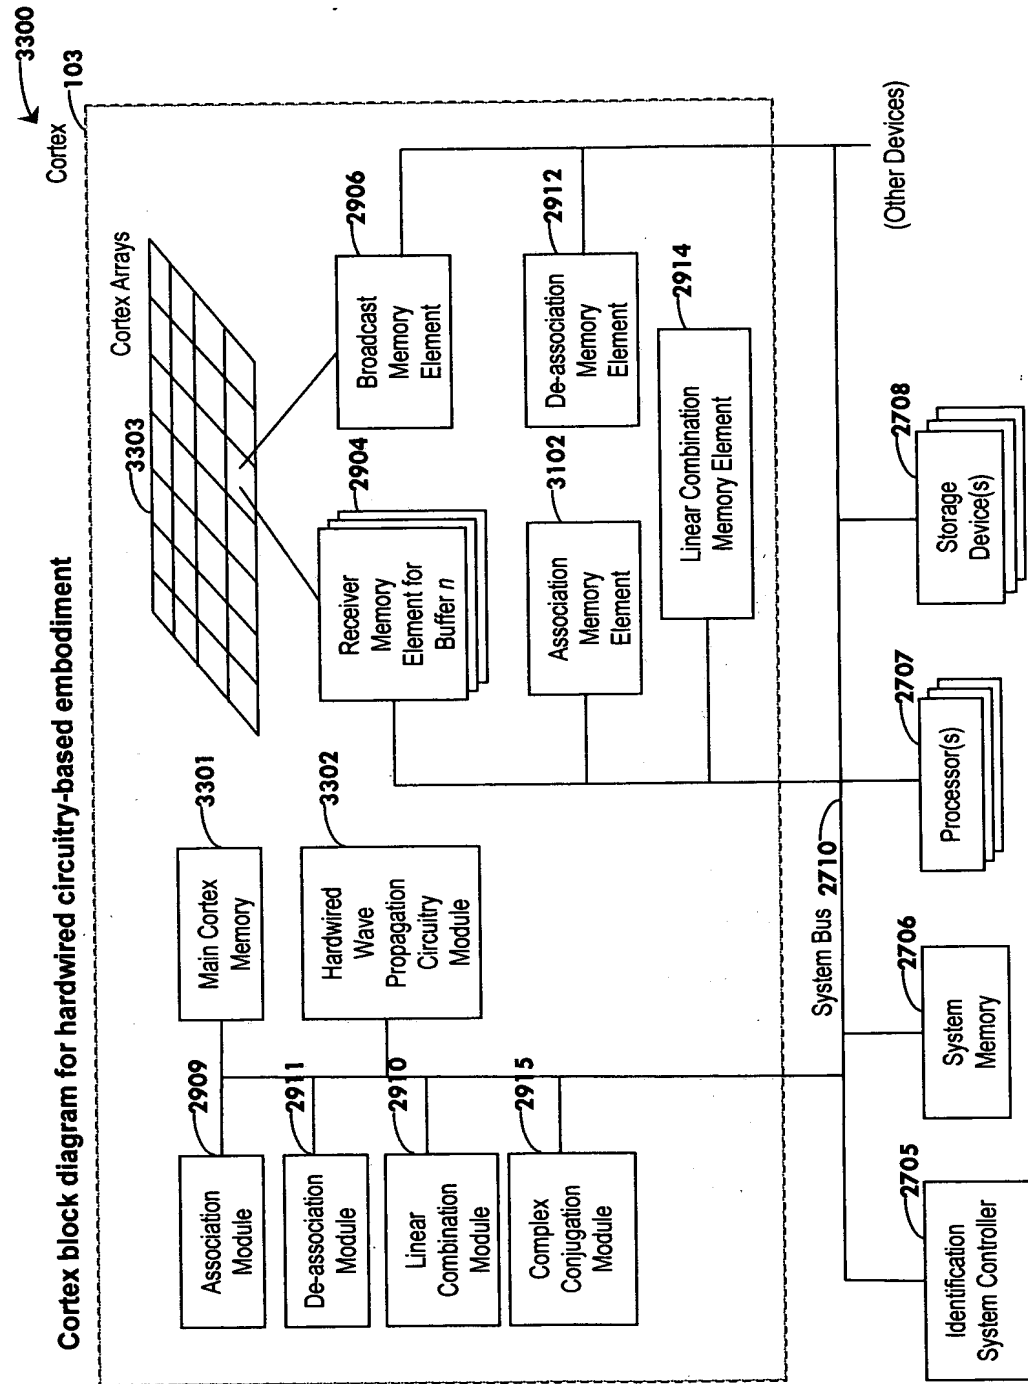 Cortex block diagram for hardwired circuitry-based embodiment
3300
Cortex
103
Cortex Arrays
3303
Association
Module
2909
De-association
Module
2911
Linear
Combination
Module
2910
Complex
Conjugation
Module
2915
Main Cortex
Memory
3301
Hardwired
Wave
Propagation
Circuitry
Module
3302
Receiver
Memory
Element for
Buffer n
2904
Broadcast
Memory
Element
2906
Association
Memory
Element
3102
De-association
Memory
Element
2912
Linear Combination
Memory Element
2914
System Bus
2710
Identification
System Controller
2705
System
Memory
2706
Processor(s)
2707
Storage
Device(s)
2708
(Other Devices)